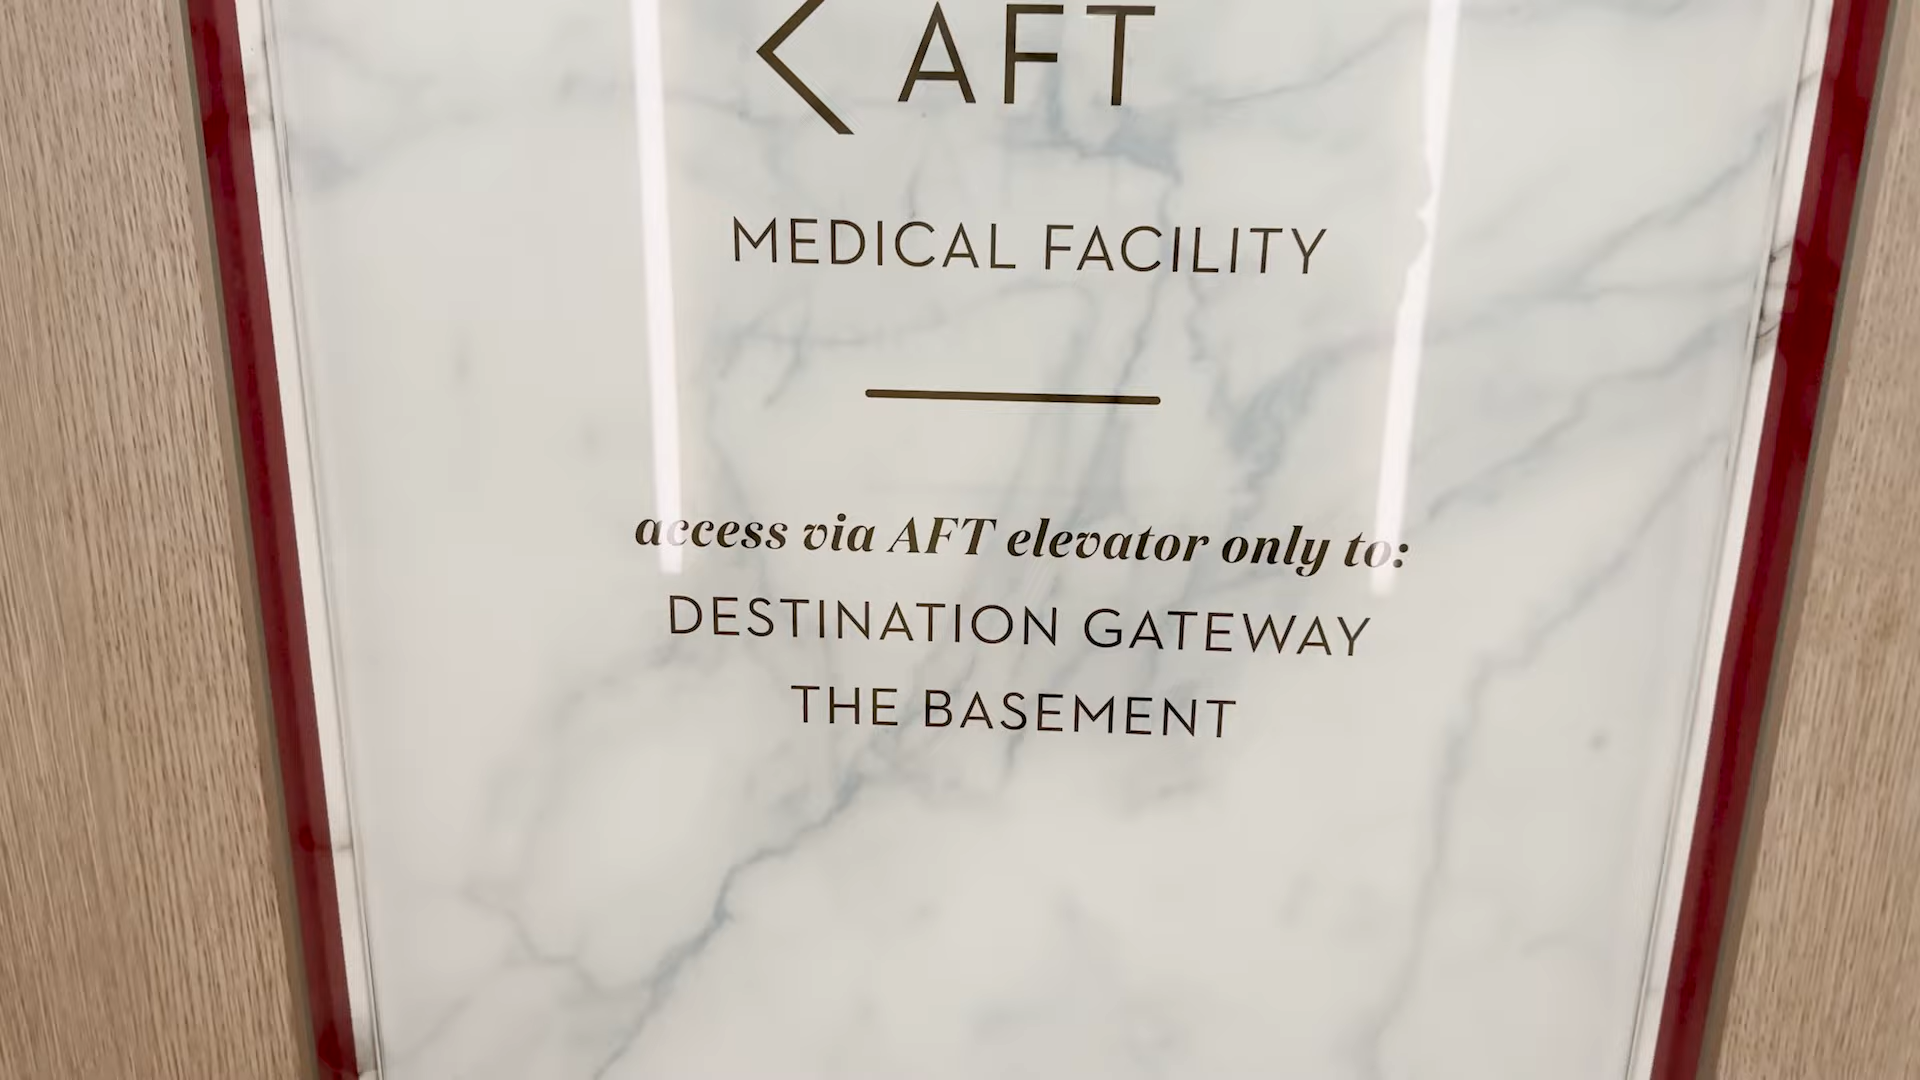 < AFT
MEDICAL FACILITY
access via AFT elevator only to:
DESTINATION GATEWAY
THE BASEMENT